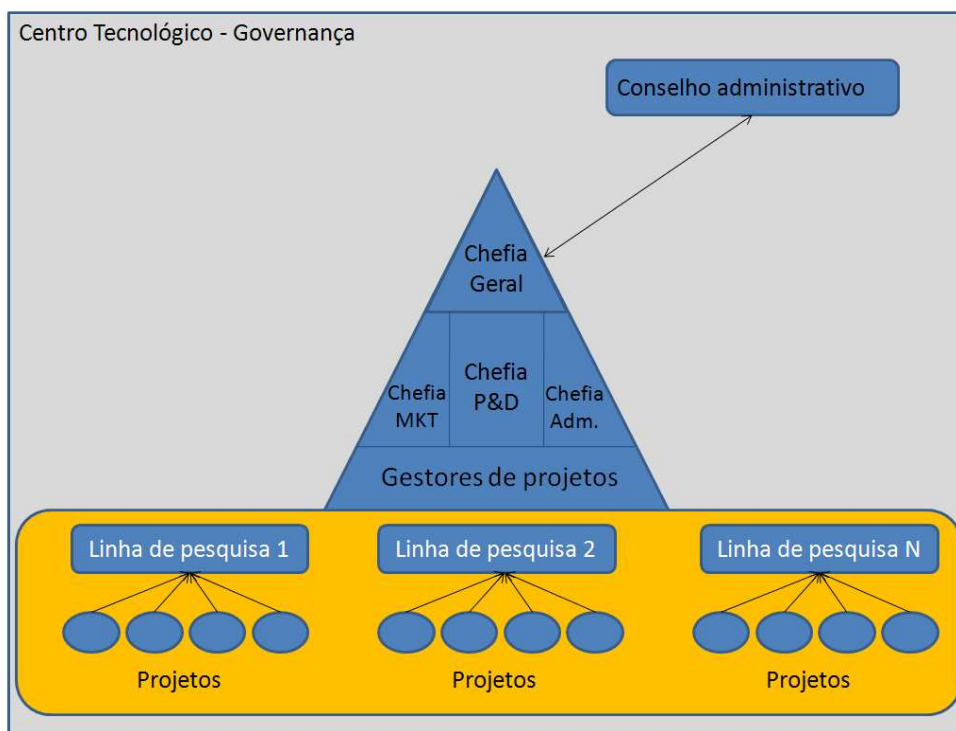 Centro Tecnológico - Governança
Conselho administrativo
Chefia
Geral
Chefia
MKT
Chefia
P&D
Chefia
Adm.
Gestores de projetos
Linha de pesquisa 1
Linha de pesquisa 2
Linha de pesquisa N
Projetos
Projetos
Projetos